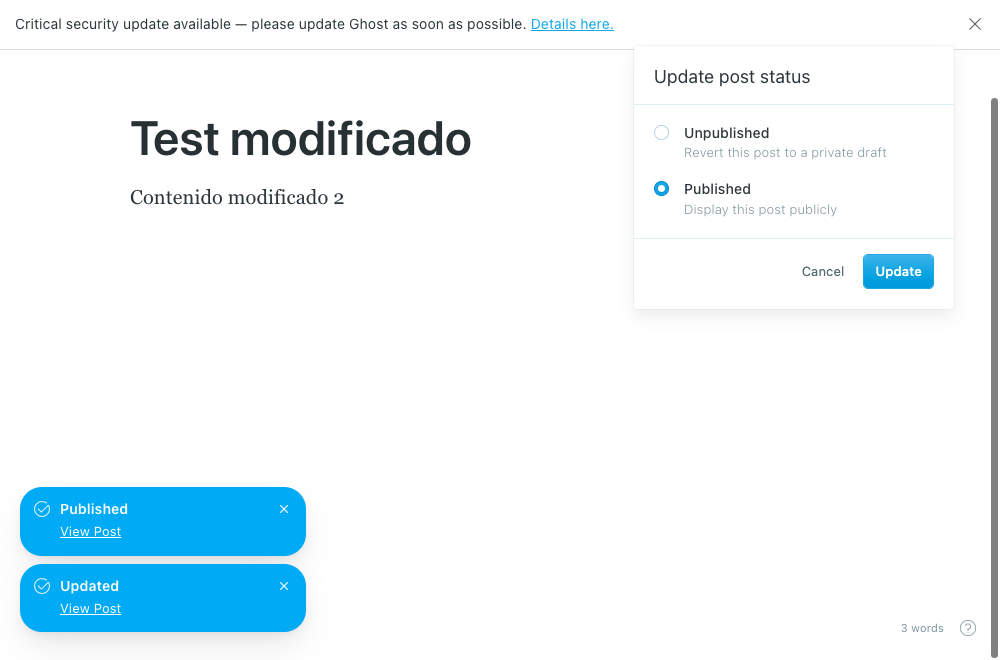 Critical security update available — please update Ghost as soon as possible. Details here.
Update post status
Unpublished
Revert this post to a private draft
Published
Display this post publicly
Cancel
Update
Test modificado
Contenido modificado 2
Published
View Post
Updated
View Post
3 words
?